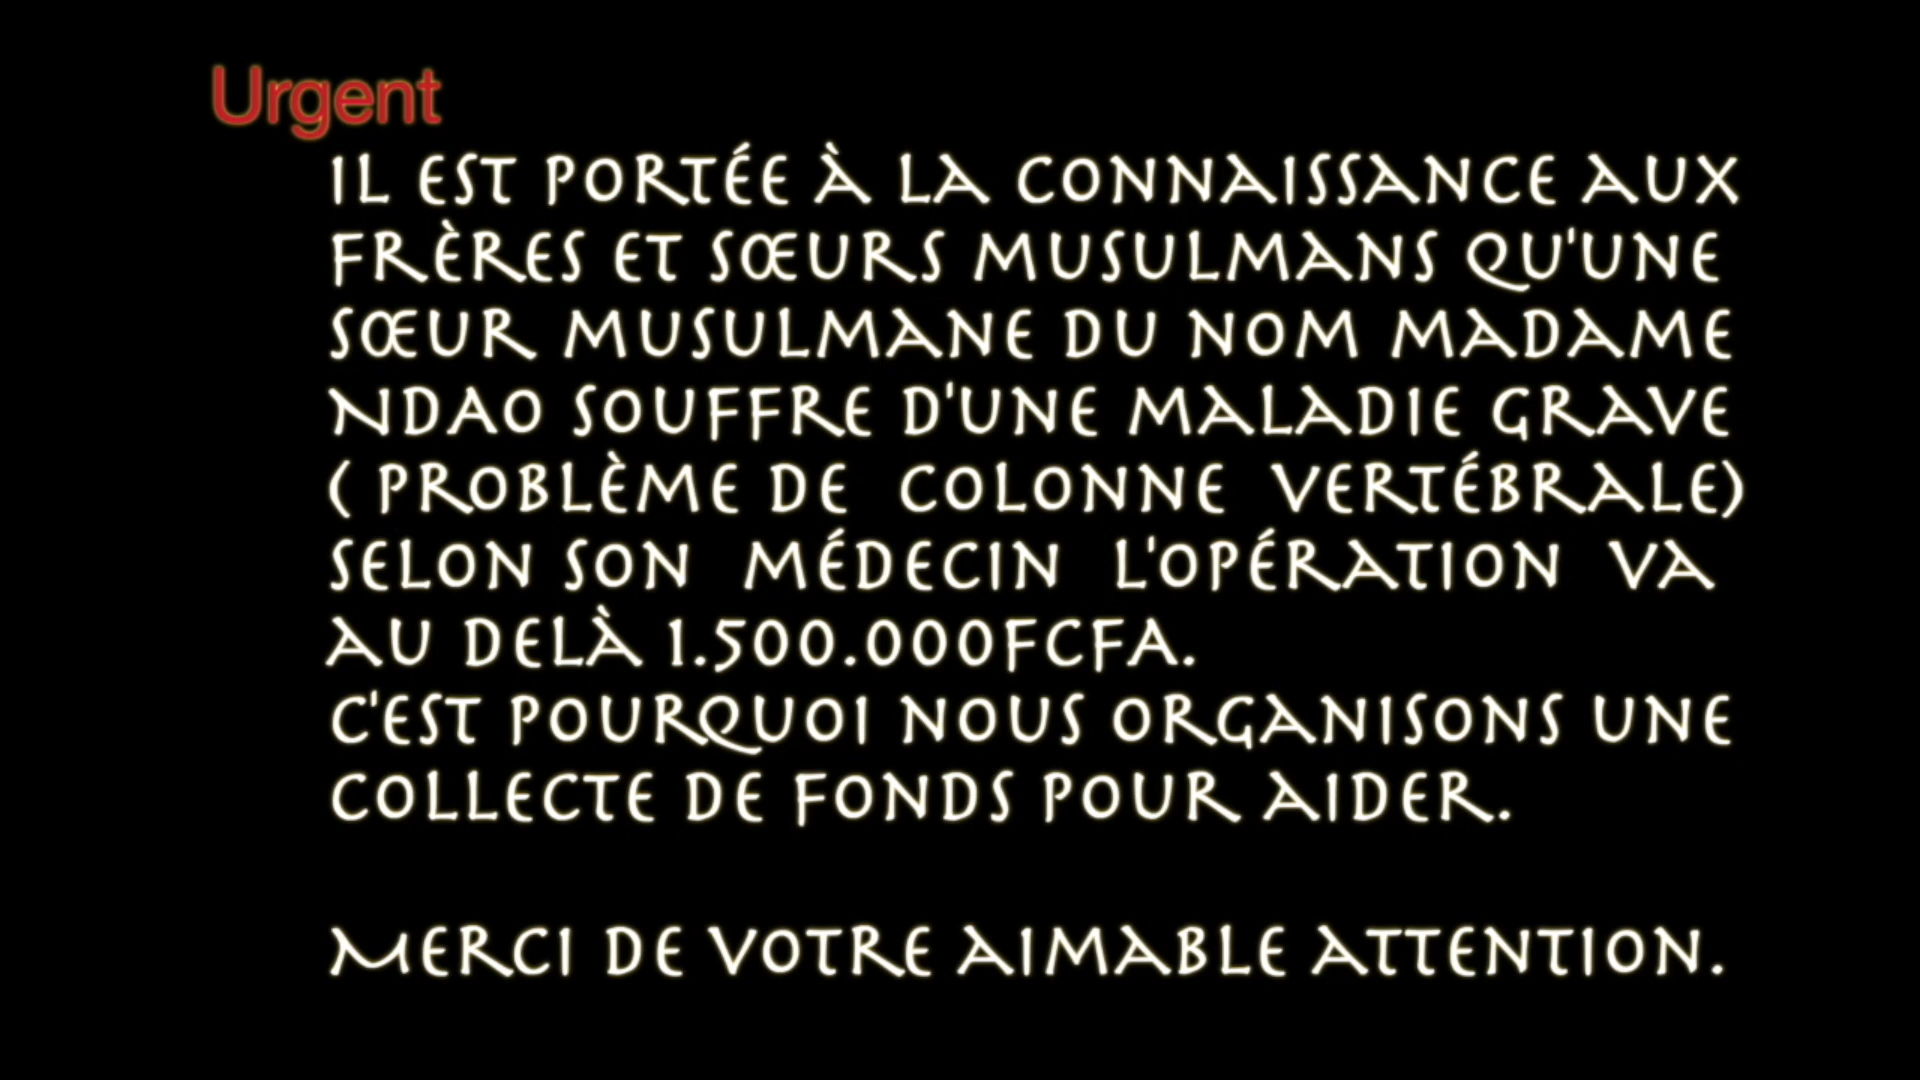 Urgent
IL EST PORTÉE À LA CONNAISSANCE AUX
FRÈRES ET SŒURS MUSULMANS QU'UNE
SŒUR MUSULMANE DU NOM MADAME
NDAO SOUFFRE D'UNE MALADIE GRAVE
( PROBLÈME DE COLONNE VERTÉBRALE)
SELON SON MÉDECIN L'OPÉRATION VA
AU DELÀ 1.500.000FCFA.
C'EST POURQUOI NOUS ORGANISONS UNE
COLLECTE DE FONDS POUR AIDER.
MERCI DE VOTRE AIMABLE ATTENTION.